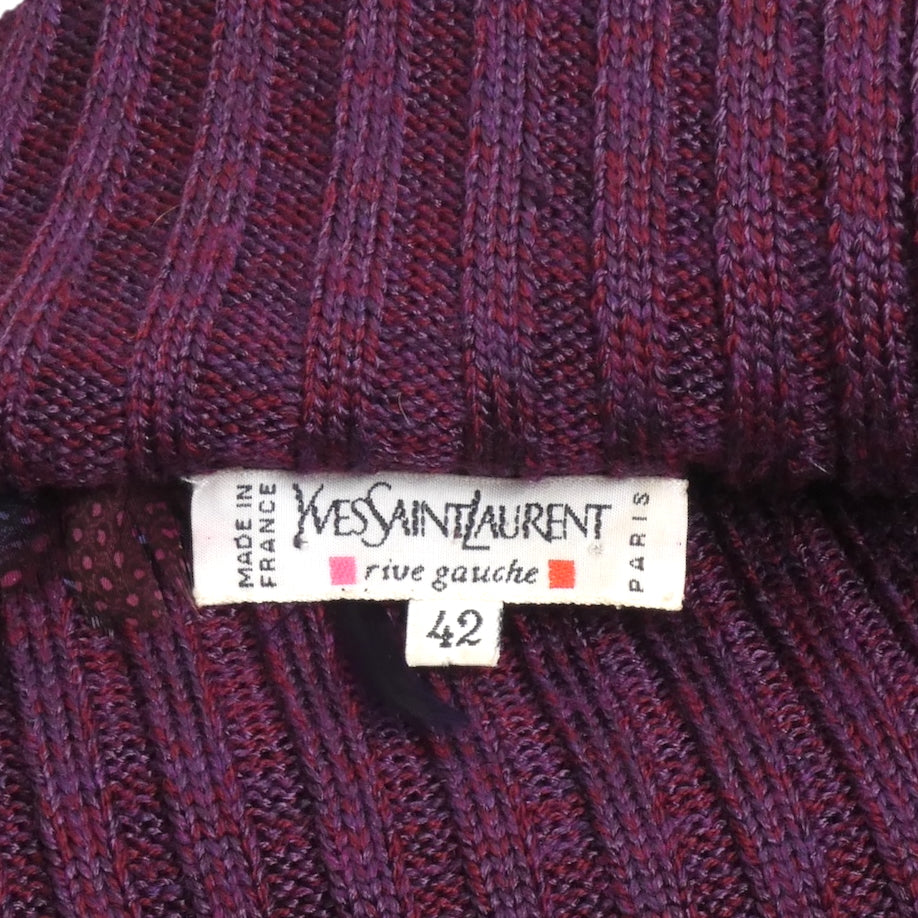 MADE IN
FRANCE
YVESSAINTLAURENT
rive gauche
PARIS
42